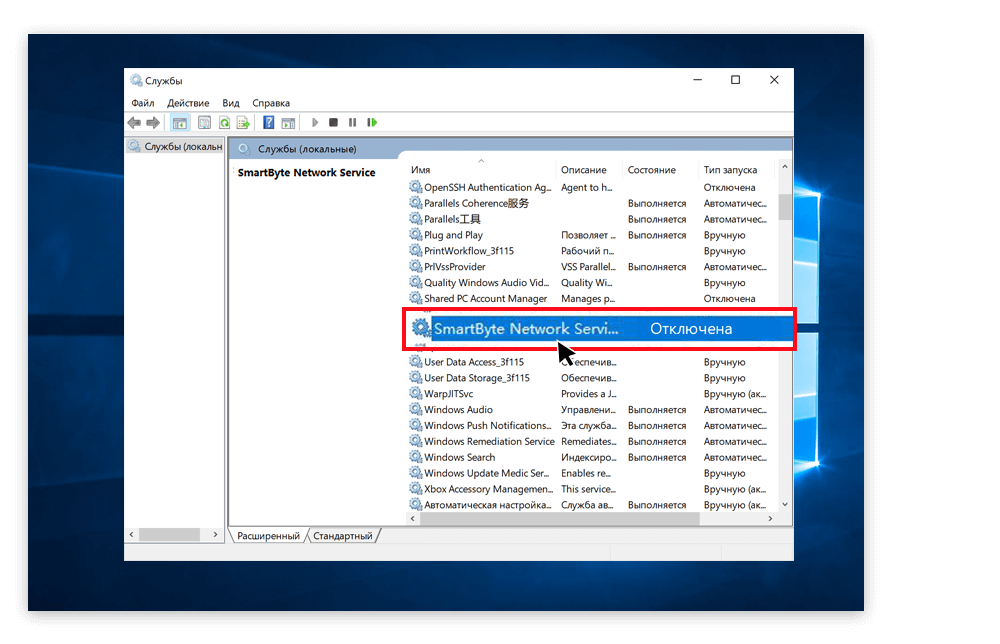 Службы
Файл Действие Вид Справка
Службы (локальн
Службы (локальные)
SmartByte Network Service
Имя Описание Состояние Тип запуска
OpenSSH Authentication Ag... Agent to h... Отключена
Parallels Coherence服务 Выполняется Автоматичес...
Parallels工具 Выполняется Автоматичес...
Plug and Play Позволяет ... Выполняется Вручную
PrintWorkflow_3f115 Рабочий п... Вручную
PrlVssProvider VSS Parallel... Выполняется Автоматичес...
Quality Windows Audio Vid... Quality Wi... Вручную
Shared PC Account Manager Manages p... Отключена
SmartByte Network Servi... Отключена
User Data Access_3f115 Обеспечив... Вручную
User Data Storage_3f115 Обеспечив... Вручную
WarpJITSvc Provides a J... Вручную (ак...
Windows Audio Управлени... Выполняется Автоматичес...
Windows Push Notifications... Эта служба... Выполняется Автоматичес...
Windows Remediation Service Remediates... Выполняется Автоматичес...
Windows Search Индексиро... Выполняется Автоматичес...
Windows Update Medic Ser... Enables re... Вручную
Xbox Accessory Managemen... This service... Вручную (ак...
Автоматическая настройка... Служба ав... Выполняется Вручную (ак...
Расширенный Стандартный